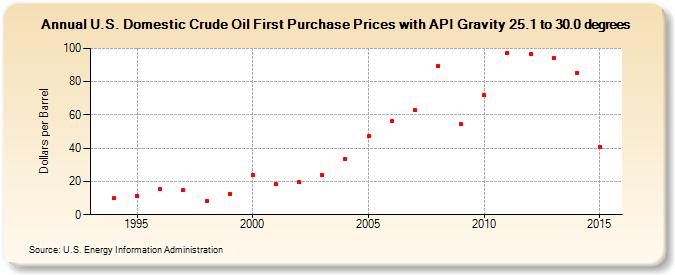 Annual U.S. Domestic Crude Oil First Purchase Prices with API Gravity 25.1 to 30.0 degrees
Dollars per Barrel
100
80
60
40
20
0
1995 2000 2005 2010 2015
Source: U.S. Energy Information Administration